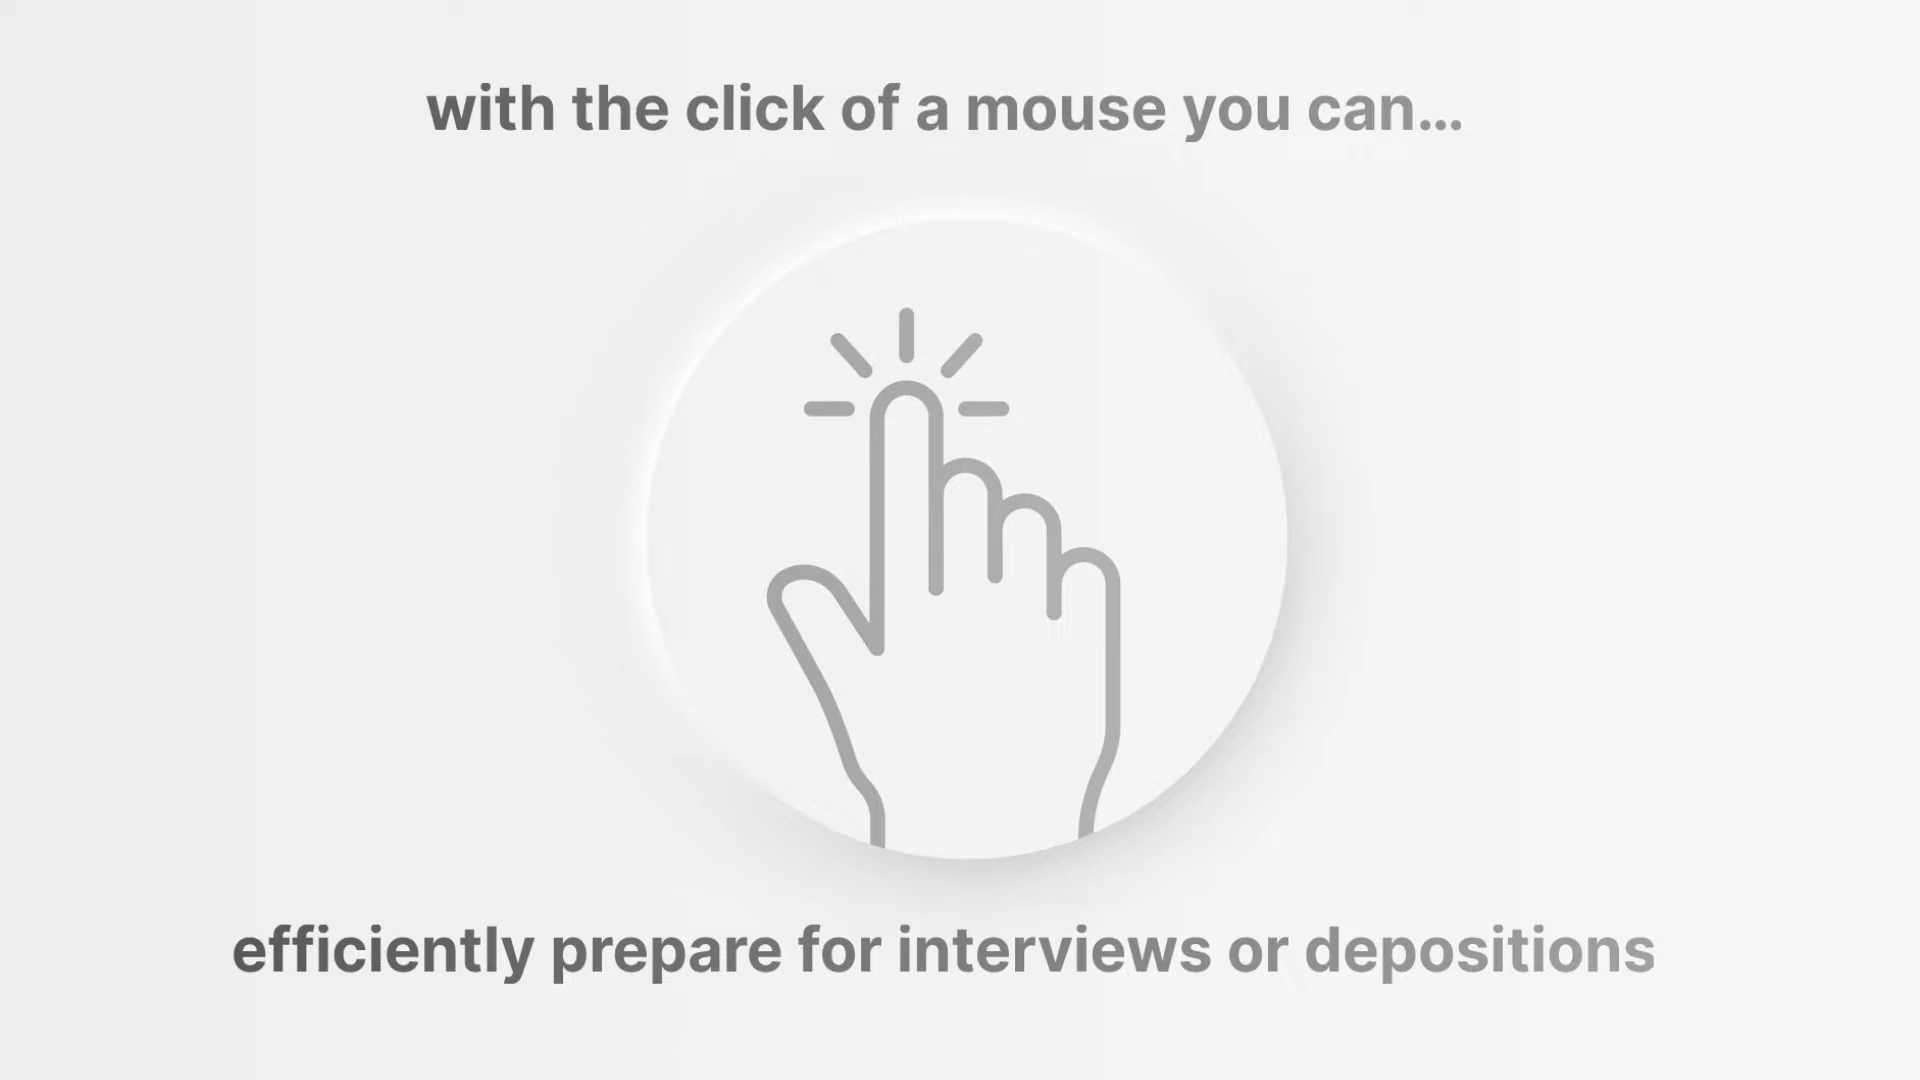 with the click of a mouse you can...
efficiently prepare for interviews or depositions